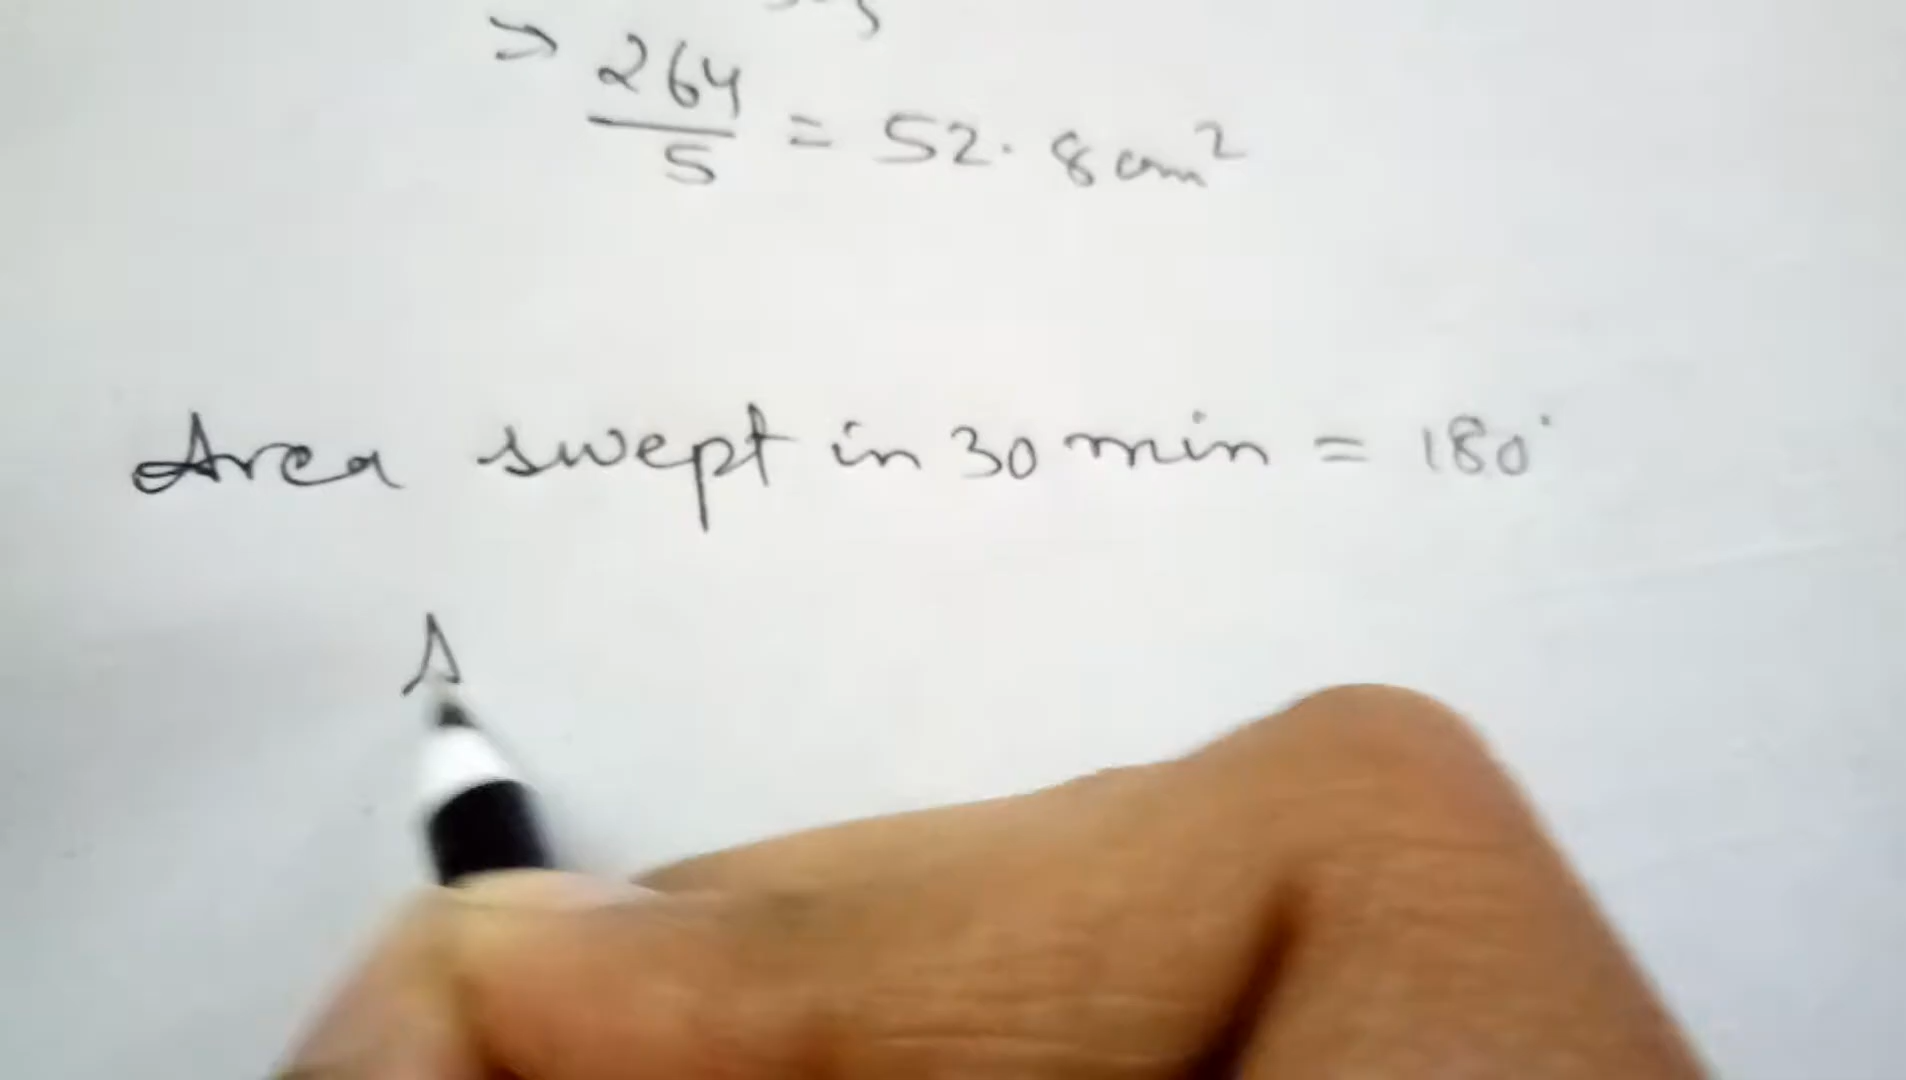 ⇒ 264/5 = 52.8 cm²
Area swept in 30 min = 180°
A